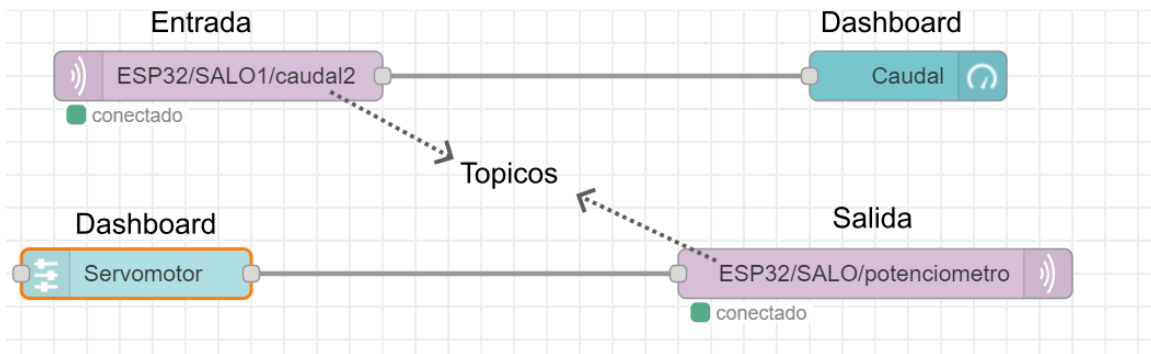 Entrada
Dashboard
ESP32/SALO1/caudal2
Caudal
conectado
Topicos
Dashboard
Salida
Servomotor
ESP32/SALO/potenciometro
conectado